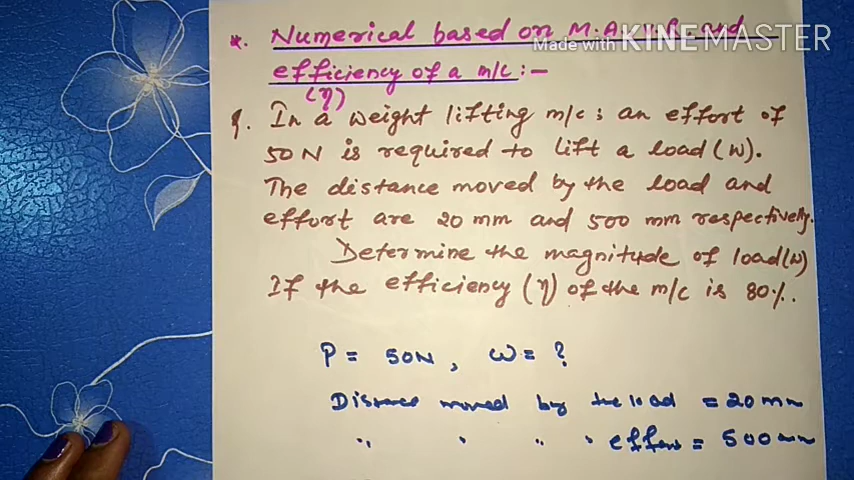 *. Numerical based on M.A., V.R. and
Made with KINEMASTER
efficiency of a m/c :-
(η)
Q. In a weight lifting m/c; an effort of
50N is required to lift a load (W).
The distance moved by the load and
effort are 20 mm and 500 mm respectively.
Determine the magnitude of load (W)
If the efficiency (η) of the m/c is 80%.
P = 50N, W = ?
Distance moved by the load = 20 mm
" " " " effort = 500 mm